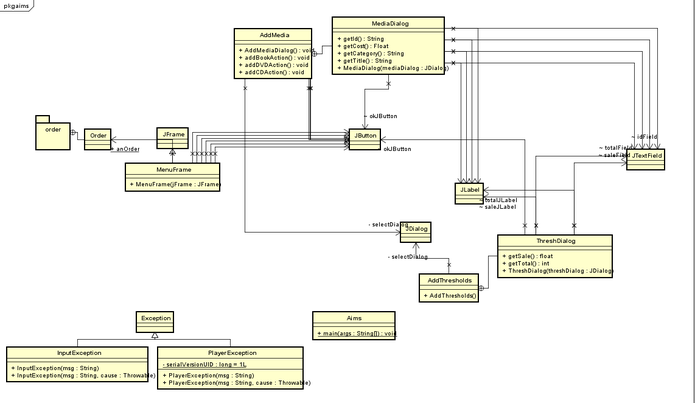 pkgaims
AddMedia
+ AddMediaDialog() : void
+ addBookAction() : void
+ addDVDAction() : void
+ addCDAction() : void
MediaDialog
+ getId() : String
+ getCost() : Float
+ getCategory() : String
+ getTitle() : String
+ MediaDialog(mediaDialog : JDialog)
~ okJButton
order
Order
~ anOrder
JFrame
JButton
okJButton
~ idField
~ totalField
~ saleField
JTextField
MenuFrame
+ MenuFrame(jFrame : JFrame)
JLabel
~ totalJLabel
~ saleJLabel
- selectDialog
JDialog
- selectDialog
ThreshDialog
+ getSale() : float
+ getTotal() : int
+ ThreshDialog(threshDialog : JDialog)
AddThresholds
+ AddThresholds()
Exception
Aims
+ main(args : String[]) : void
InputException
+ InputException(msg : String)
+ InputException(msg : String, cause : Throwable)
PlayerException
- serialVersionUID : long = 1L
+ PlayerException(msg : String)
+ PlayerException(msg : String, cause : Throwable)